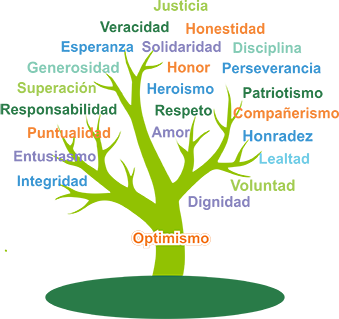 Justicia
Veracidad Honestidad
Esperanza Solidaridad Disciplina
Generosidad Honor Perseverancia
Superación Heroismo Patriotismo
Responsabilidad Respeto Compañerismo
Puntualidad Amor Honradez
Entusiasmo Lealtad
Integridad Voluntad
Dignidad
Optimismo